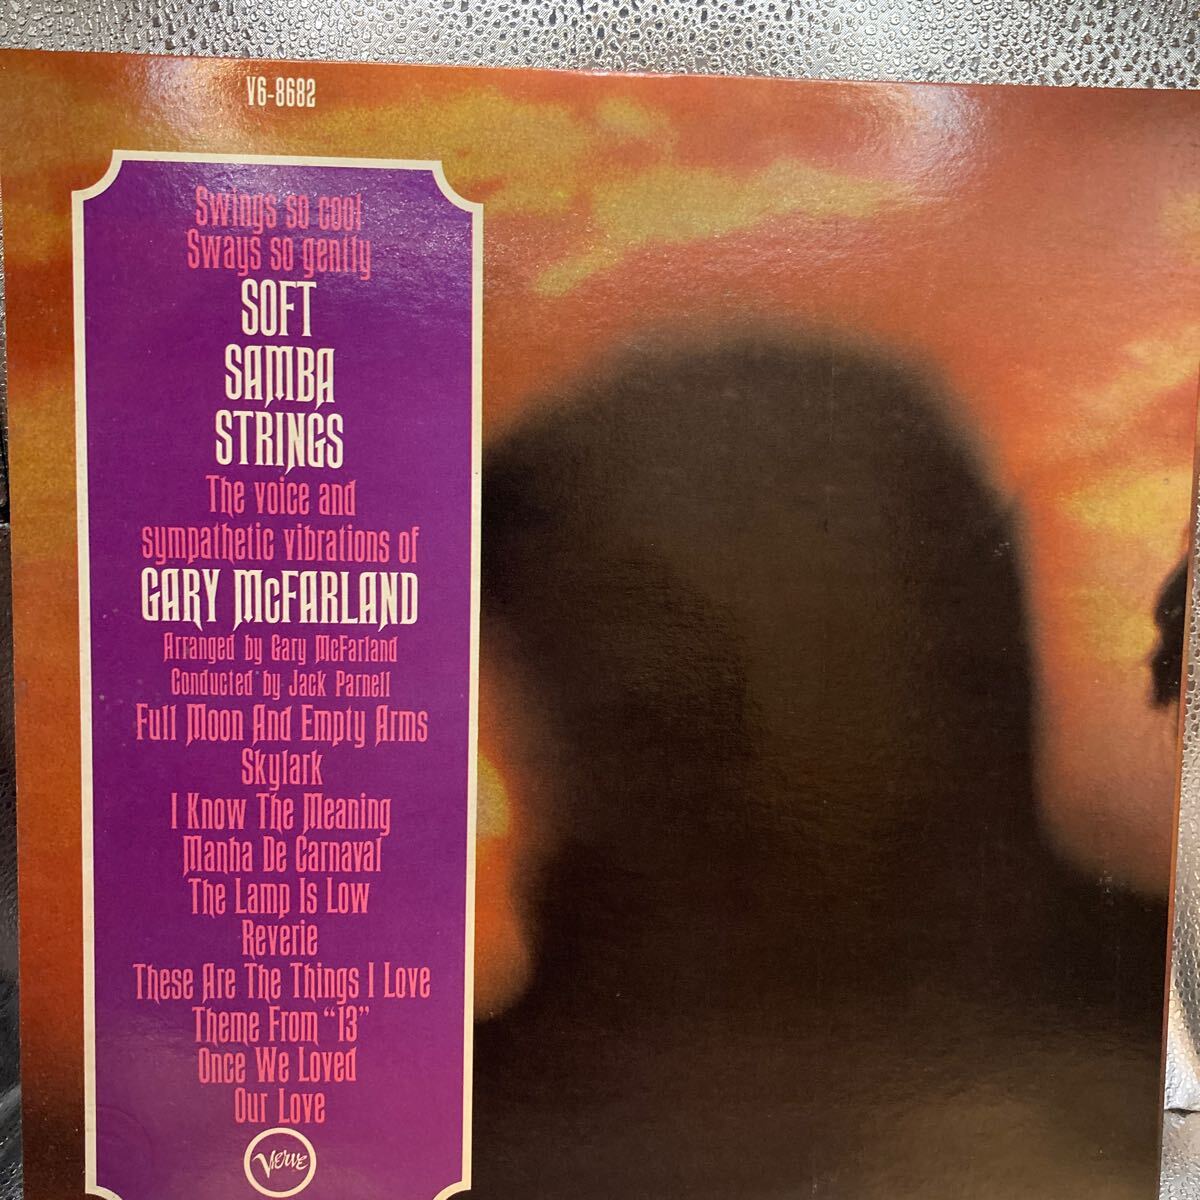 V6-8682
Swings so cool
Sways so gently
SOFT
SAMBA
STRINGS
The voice and
sympathetic vibrations of
GARY McFARLAND
Arranged by Gary McFarland
Conducted by Jack Parnell
Full Moon And Empty Arms
Skylark
I Know The Meaning
Manha De Carnaval
The Lamp Is Low
Reverie
These Are The Things I Love
Theme From “13”
Once We Loved
Our Love
Verve